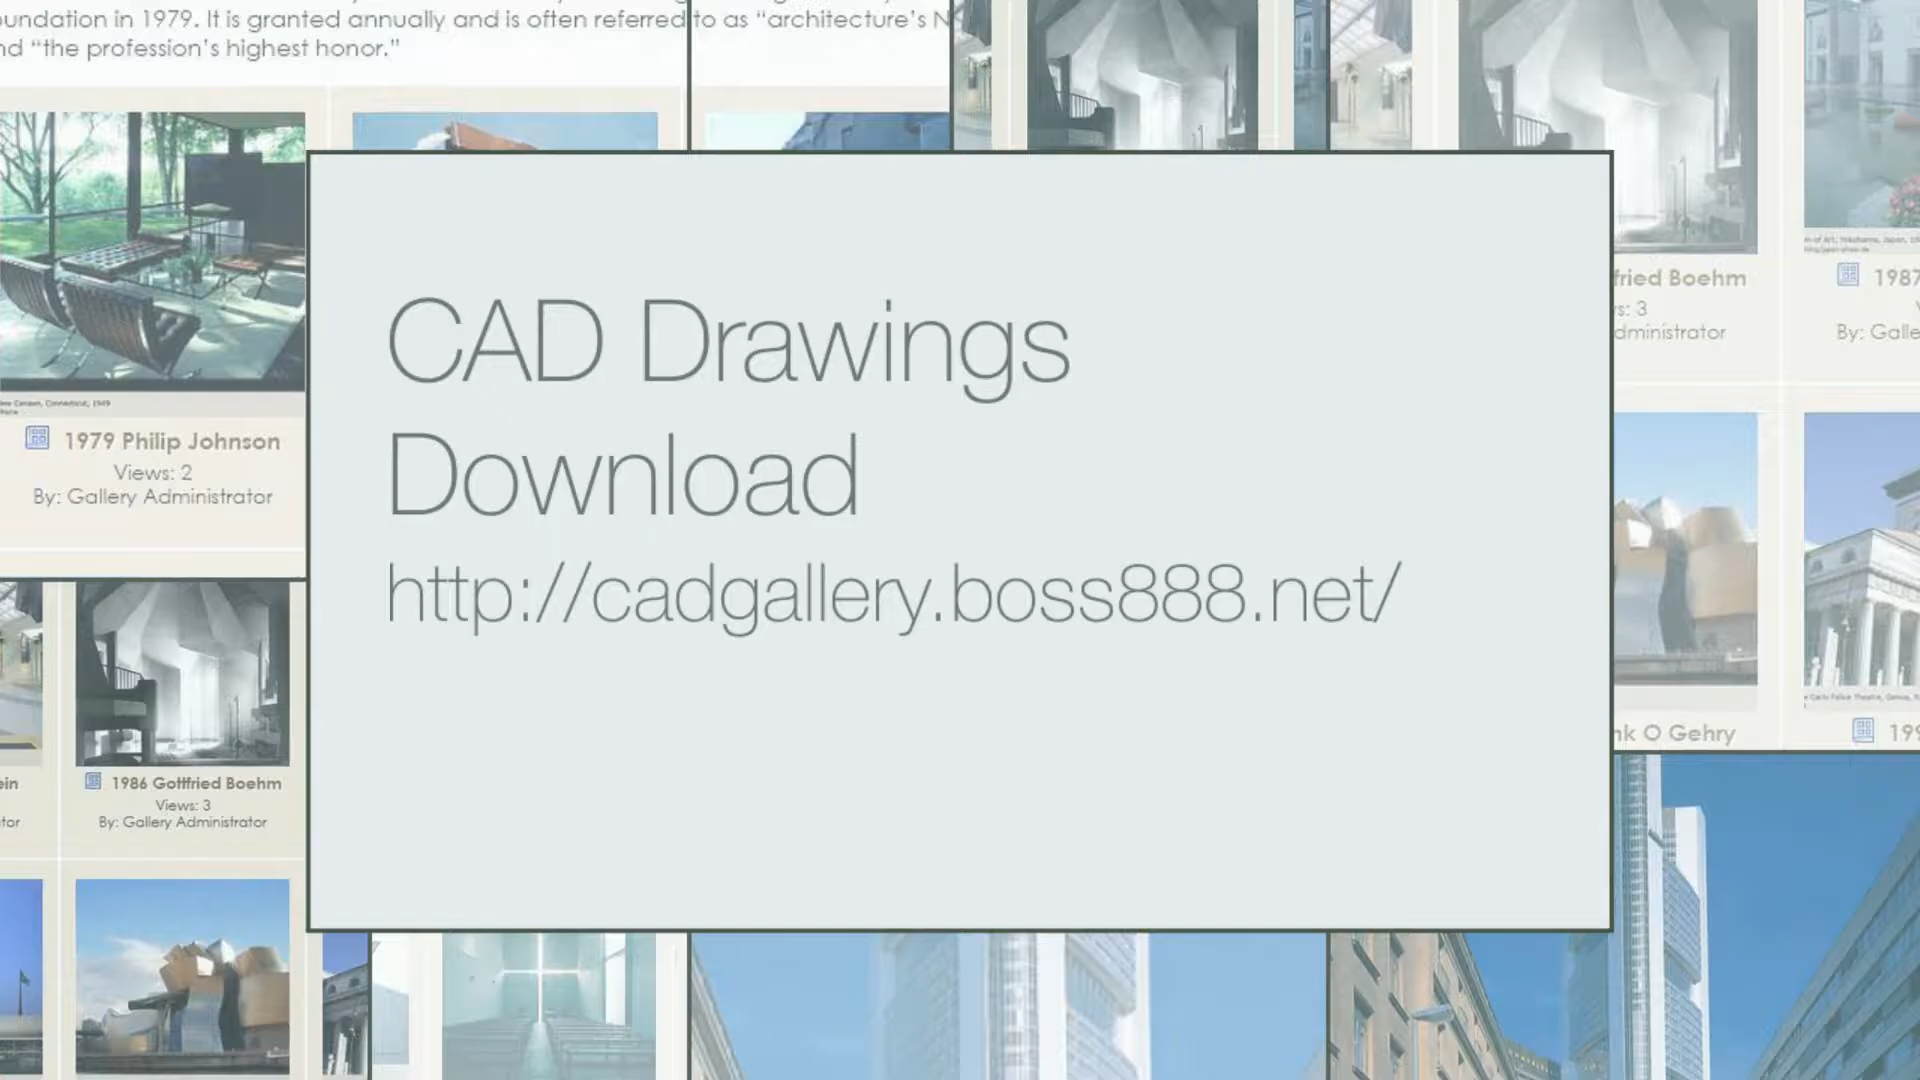 undation in 1979. It is granted annually and is often referred to as “architecture’s N
nd “the profession’s highest honor.”
CAD Drawings
Download
http://cadgallery.boss888.net/
1979 Philip Johnson
Views: 2
By: Gallery Administrator
1986 Gottfried Boehm
Views: 3
By: Gallery Administrator
ein
tor
fried Boehm
s: 3
dministrator
1987
By: Galle
nk O Gehry
199